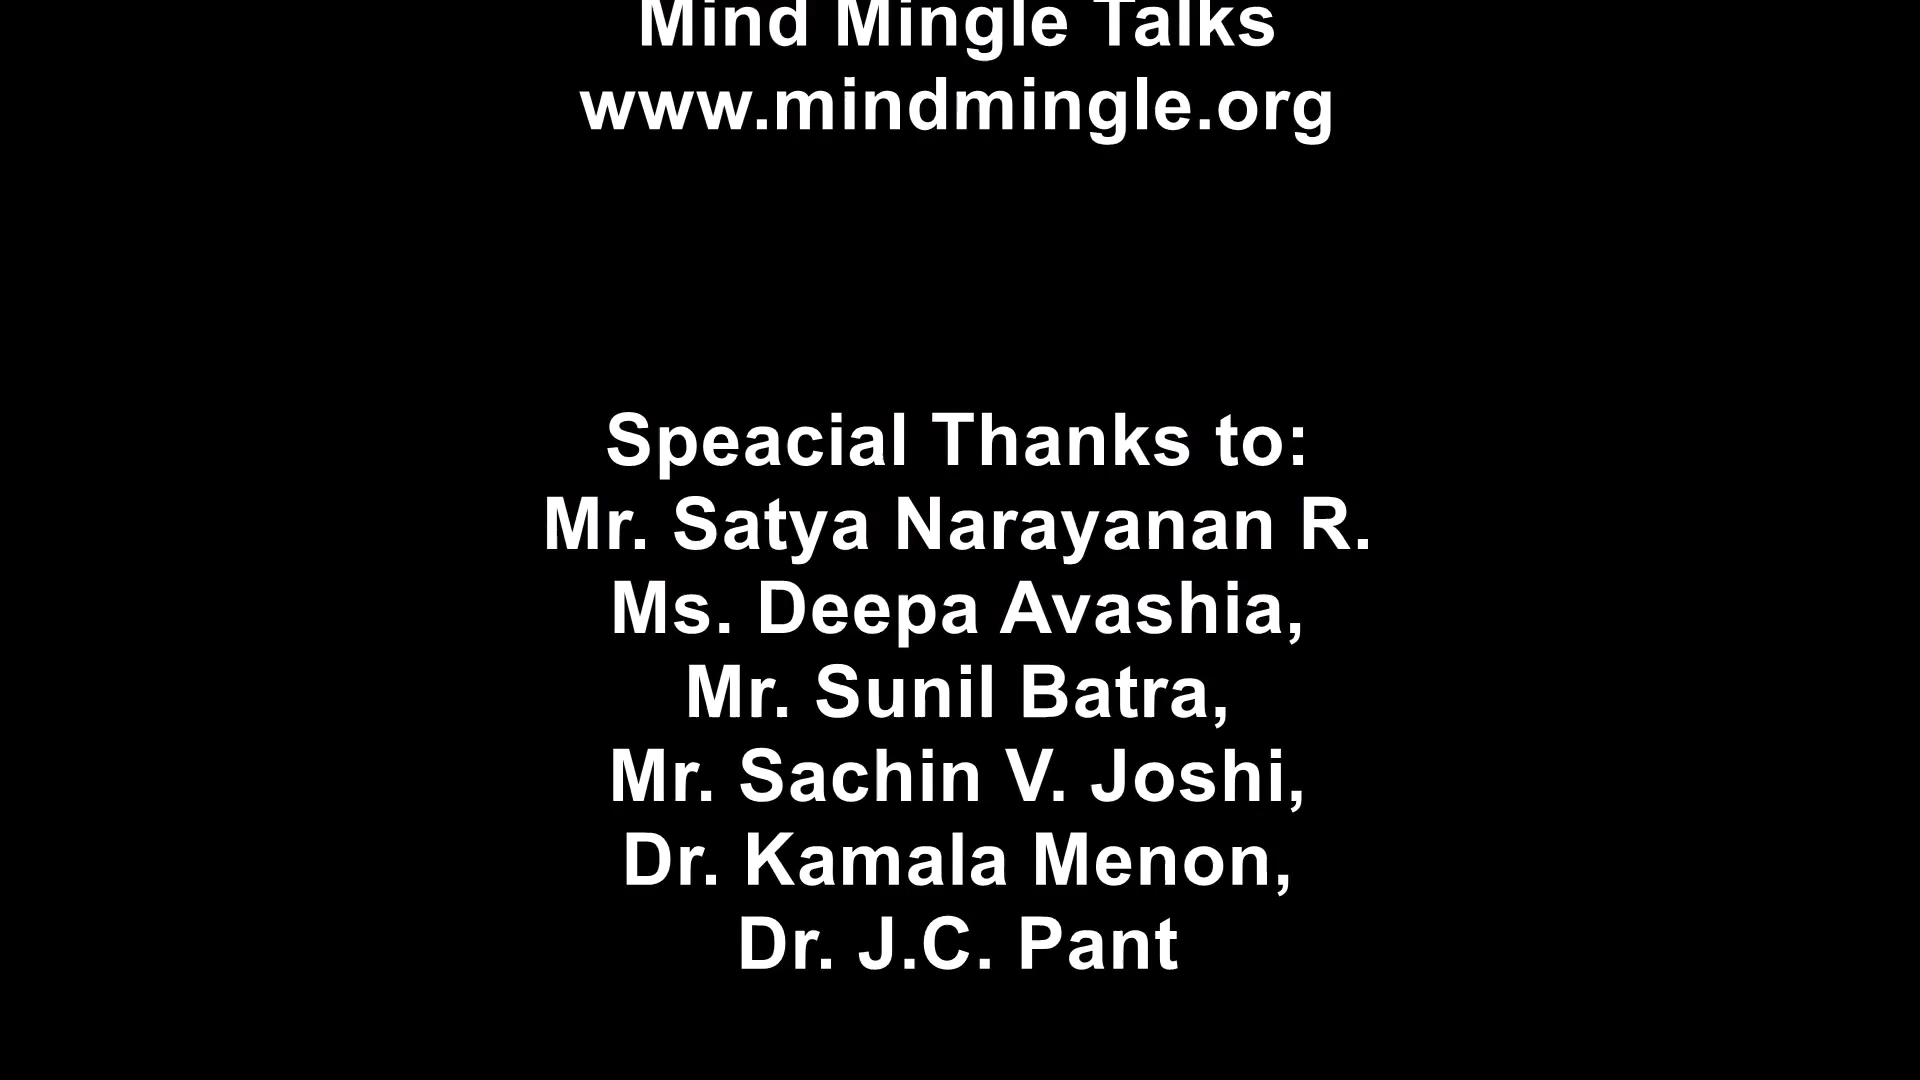 Mind Mingle Talks
www.mindmingle.org
Speacial Thanks to:
Mr. Satya Narayanan R.
Ms. Deepa Avashia,
Mr. Sunil Batra,
Mr. Sachin V. Joshi,
Dr. Kamala Menon,
Dr. J.C. Pant